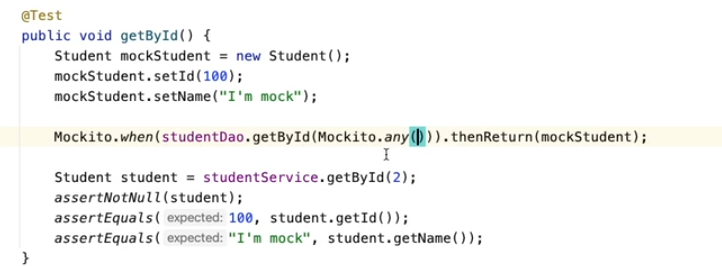 @Test
public void getById() {
Student mockStudent = new Student();
mockStudent.setId(100);
mockStudent.setName("I'm mock");
Mockito.when(studentDao.getById(Mockito.any())).thenReturn(mockStudent);
Student student = studentService.getById(2);
assertNotNull(student);
assertEquals( expected: 100, student.getId());
assertEquals( expected: "I'm mock", student.getName());
}